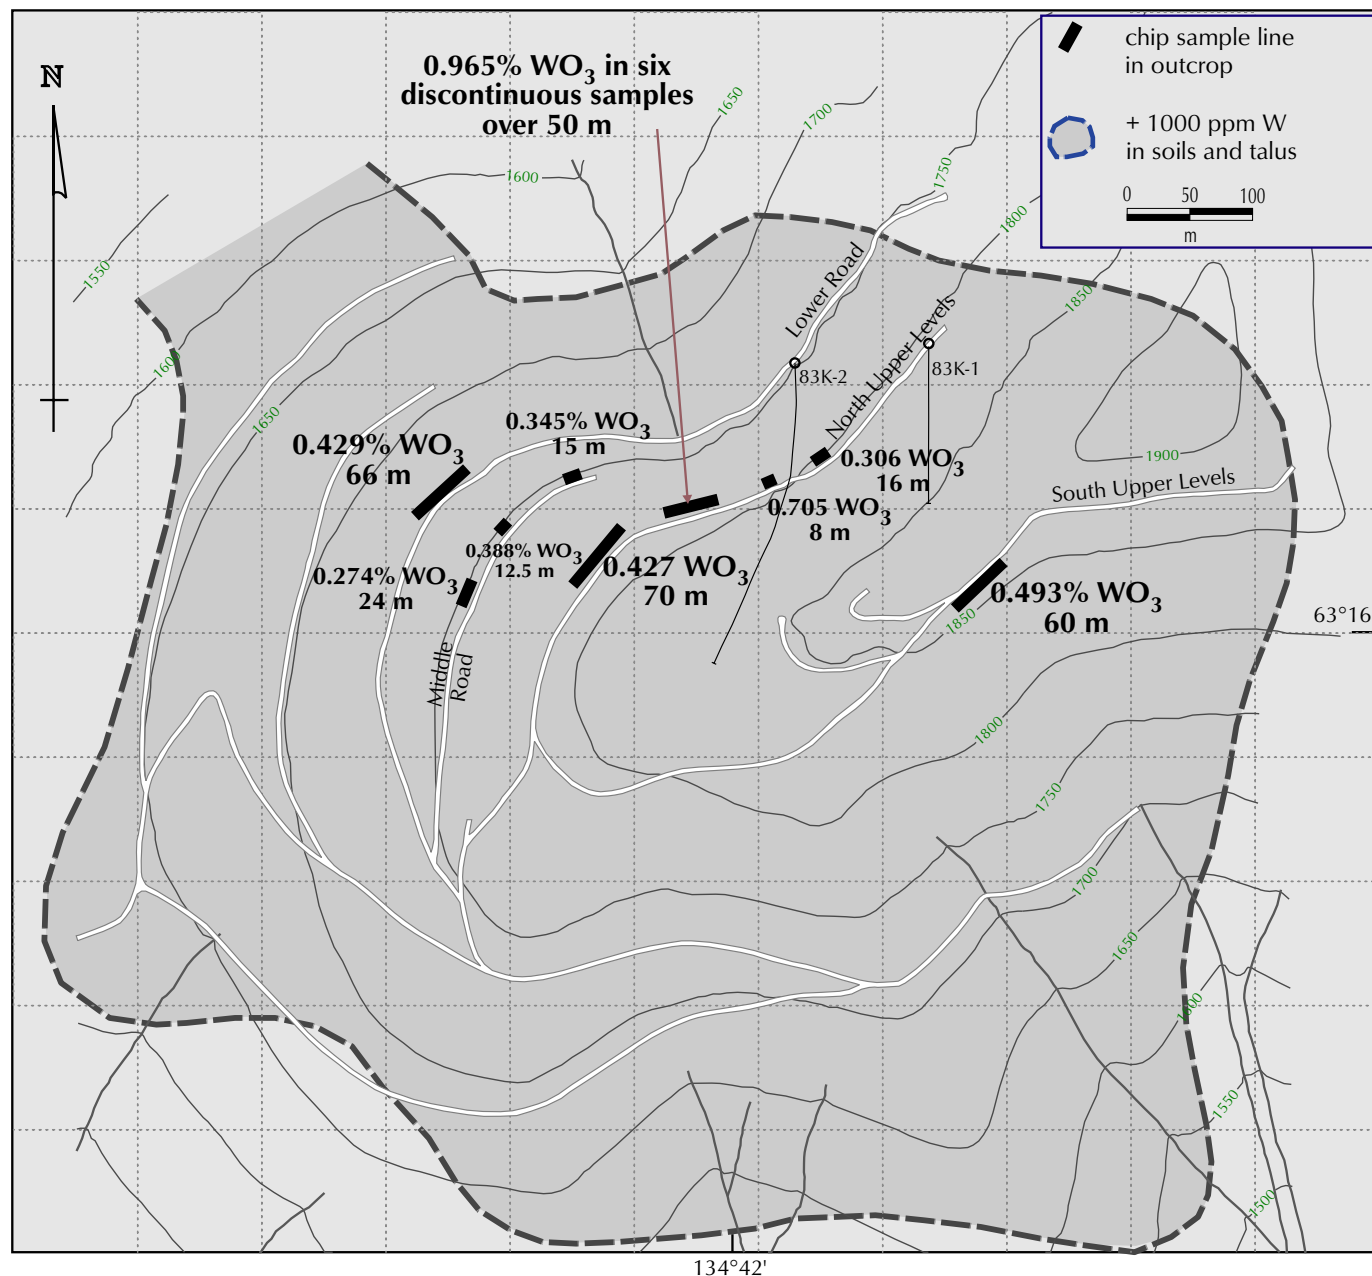 N
0.965% WO3 in six
discontinuous samples
over 50 m
chip sample line
in outcrop
+ 1000 ppm W
in soils and talus
0 50 100
m
1650
1700
1600
1750
1800
1550
1850
1600
1650
Lower Road
North Upper Levels
83K-2
83K-1
0.345% WO3
15 m
0.429% WO3
66 m
0.306 WO3
16 m
1900
South Upper Levels
0.705 WO3
8 m
0.388% WO3
12.5 m
0.427 WO3
70 m
0.274% WO3
24 m
0.493% WO3
60 m
1850
63°16
Middle
Road
1800
1750
1700
1650
1600
1550
1500
134°42'